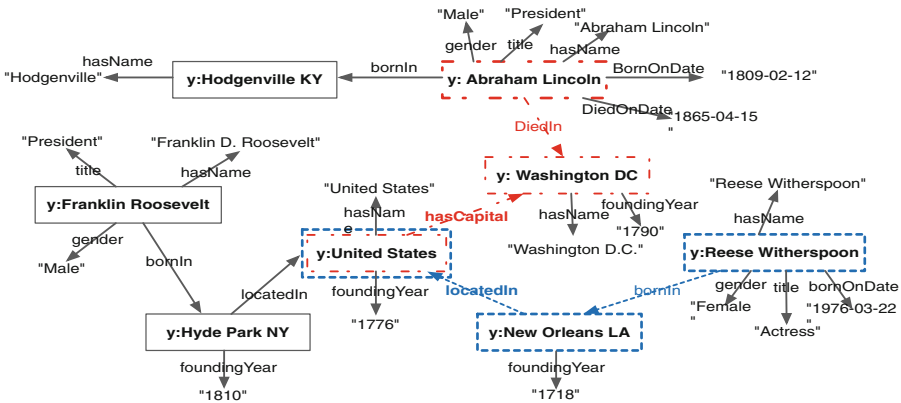 "Male"
"President"
"Abraham Lincoln"
gender
title
hasName
hasName
"Hodgenville"
y:Hodgenville KY
bornIn
y: Abraham Lincoln
BornOnDate
"1809-02-12"
DiedOnDate
"1865-04-15
"
DiedIn
"President"
"Franklin D. Roosevelt"
title
hasName
y:Franklin Roosevelt
gender
"Male"
bornIn
"United States"
hasNam
e
hasCapital
y: Washington DC
hasName
foundingYear
"1790"
"Washington D.C."
"Reese Witherspoon"
hasName
y:United States
y:Reese Witherspoon
locatedIn
foundingYear
"1776"
locatedIn
bornIn
gender
title
bornOnDate
"Female
"
"1976-03-22
"
"Actress"
y:Hyde Park NY
y:New Orleans LA
foundingYear
"1810"
foundingYear
"1718"